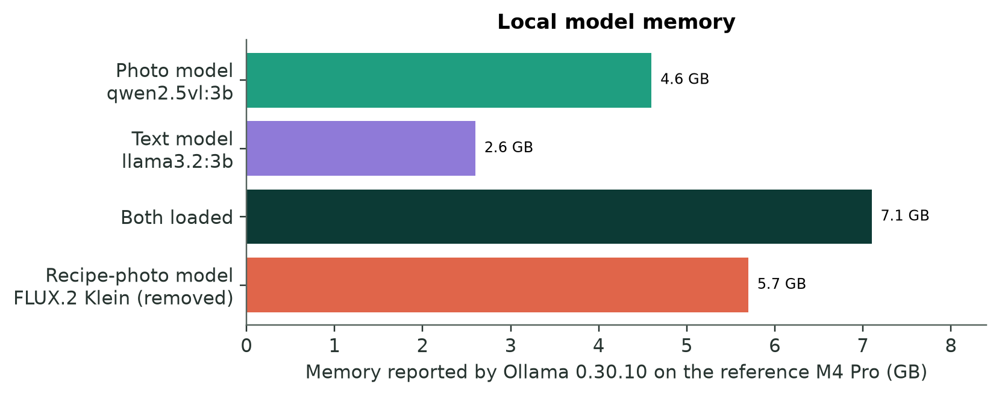 Local model memory
Photo model
qwen2.5vl:3b
4.6 GB
Text model
llama3.2:3b
2.6 GB
Both loaded
7.1 GB
Recipe-photo model
FLUX.2 Klein (removed)
5.7 GB
0 1 2 3 4 5 6 7 8
Memory reported by Ollama 0.30.10 on the reference M4 Pro (GB)